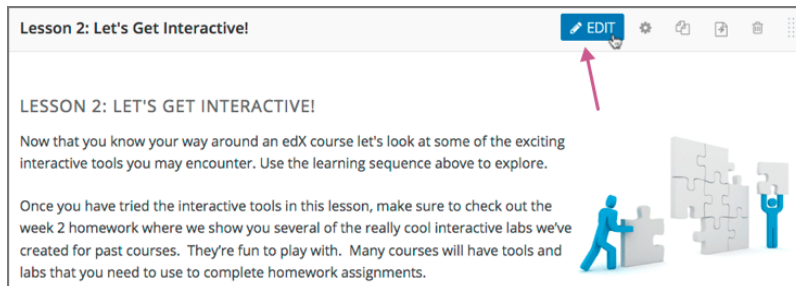 Lesson 2: Let's Get Interactive!
EDIT
LESSON 2: LET'S GET INTERACTIVE!
Now that you know your way around an edX course let's look at some of the exciting
interactive tools you may encounter. Use the learning sequence above to explore.
Once you have tried the interactive tools in this lesson, make sure to check out the
week 2 homework where we show you several of the really cool interactive labs we've
created for past courses.  They're fun to play with.  Many courses will have tools and
labs that you need to use to complete homework assignments.